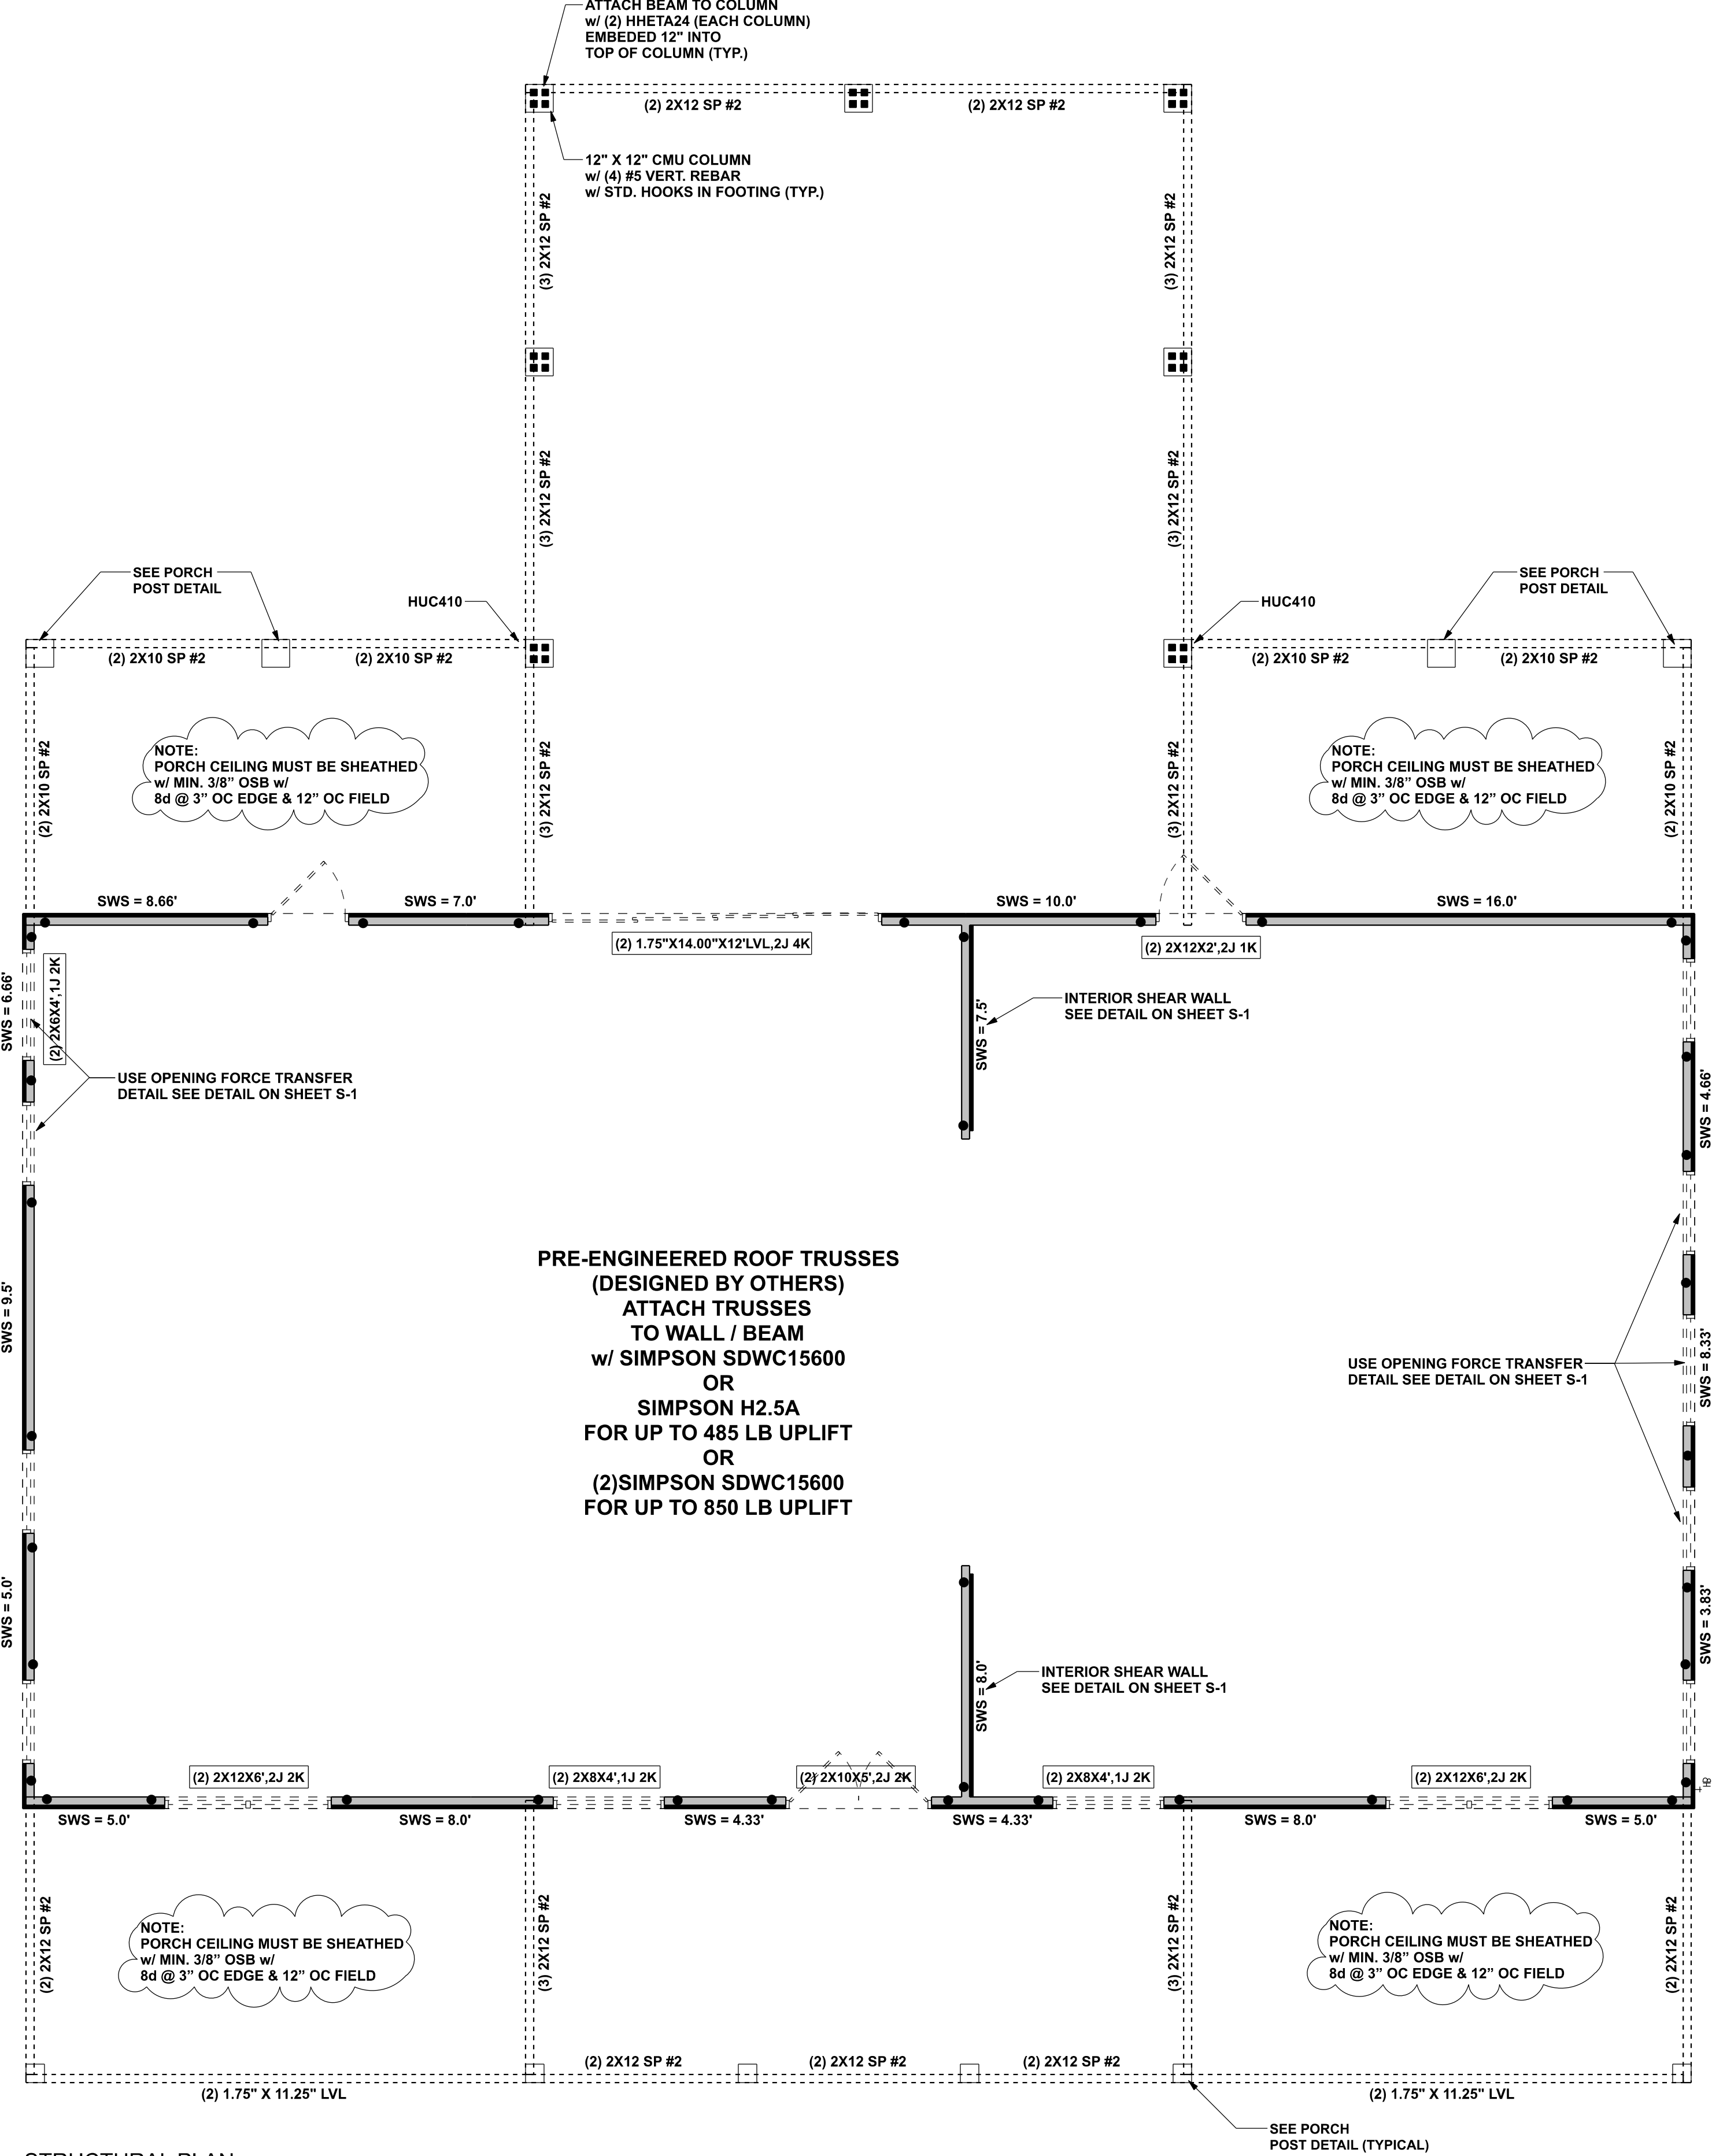 ATTACH BEAM TO COLUMN
w/ (2) HHETA24 (EACH COLUMN)
EMBEDED 12" INTO
TOP OF COLUMN (TYP.)
(2) 2X12 SP #2
(2) 2X12 SP #2
12" X 12" CMU COLUMN
w/ (4) #5 VERT. REBAR
w/ STD. HOOKS IN FOOTING (TYP.)
(3) 2X12 SP #2
(3) 2X12 SP #2
(3) 2X12 SP #2
(3) 2X12 SP #2
SEE PORCH
POST DETAIL
HUC410
HUC410
SEE PORCH
POST DETAIL
(2) 2X10 SP #2
(2) 2X10 SP #2
(2) 2X10 SP #2
(2) 2X10 SP #2
(2) 2X10 SP #2
NOTE:
PORCH CEILING MUST BE SHEATHED
w/ MIN. 3/8” OSB w/
8d @ 3” OC EDGE & 12” OC FIELD
(3) 2X12 SP #2
(3) 2X12 SP #2
NOTE:
PORCH CEILING MUST BE SHEATHED
w/ MIN. 3/8” OSB w/
8d @ 3” OC EDGE & 12” OC FIELD
(2) 2X10 SP #2
SWS = 8.66'
SWS = 7.0'
SWS = 10.0'
SWS = 16.0'
(2) 1.75"X14.00"X12'LVL,2J 4K
(2) 2X12X2',2J 1K
SWS = 6.66'
(2) 2X6X4',1J 2K
SWS = 7.5'
INTERIOR SHEAR WALL
SEE DETAIL ON SHEET S-1
USE OPENING FORCE TRANSFER
DETAIL SEE DETAIL ON SHEET S-1
SWS = 4.66'
SWS = 9.5'
PRE-ENGINEERED ROOF TRUSSES
(DESIGNED BY OTHERS)
ATTACH TRUSSES
TO WALL / BEAM
w/ SIMPSON SDWC15600
OR
SIMPSON H2.5A
FOR UP TO 485 LB UPLIFT
OR
(2)SIMPSON SDWC15600
FOR UP TO 850 LB UPLIFT
USE OPENING FORCE TRANSFER
DETAIL SEE DETAIL ON SHEET S-1
SWS = 8.33'
SWS = 5.0'
SWS = 8.0'
INTERIOR SHEAR WALL
SEE DETAIL ON SHEET S-1
SWS = 3.83'
(2) 2X12X6',2J 2K
(2) 2X8X4',1J 2K
(2) 2X10X5',2J 2K
(2) 2X8X4',1J 2K
(2) 2X12X6',2J 2K
SWS = 5.0'
SWS = 8.0'
SWS = 4.33'
SWS = 4.33'
SWS = 8.0'
SWS = 5.0'
(2) 2X12 SP #2
NOTE:
PORCH CEILING MUST BE SHEATHED
w/ MIN. 3/8” OSB w/
8d @ 3” OC EDGE & 12” OC FIELD
(3) 2X12 SP #2
(3) 2X12 SP #2
NOTE:
PORCH CEILING MUST BE SHEATHED
w/ MIN. 3/8” OSB w/
8d @ 3” OC EDGE & 12” OC FIELD
(2) 2X12 SP #2
(2) 2X12 SP #2
(2) 2X12 SP #2
(2) 2X12 SP #2
(2) 1.75" X 11.25" LVL
(2) 1.75" X 11.25" LVL
SEE PORCH
POST DETAIL (TYPICAL)
STRUCTURAL PLAN